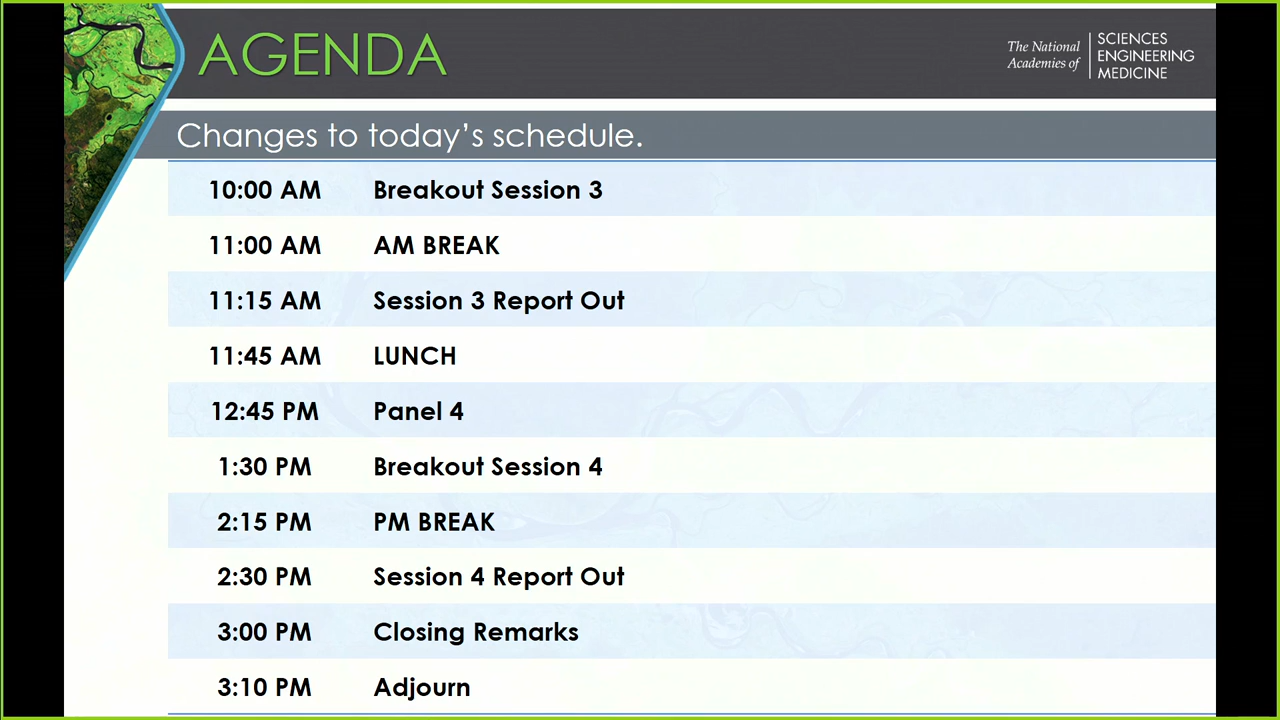 AGENDA
The National
Academies of
SCIENCES
ENGINEERING
MEDICINE
Changes to today's schedule.
10:00 AM Breakout Session 3
11:00 AM AM BREAK
11:15 AM Session 3 Report Out
11:45 AM LUNCH
12:45 PM Panel 4
1:30 PM Breakout Session 4
2:15 PM PM BREAK
2:30 PM Session 4 Report Out
3:00 PM Closing Remarks
3:10 PM Adjourn